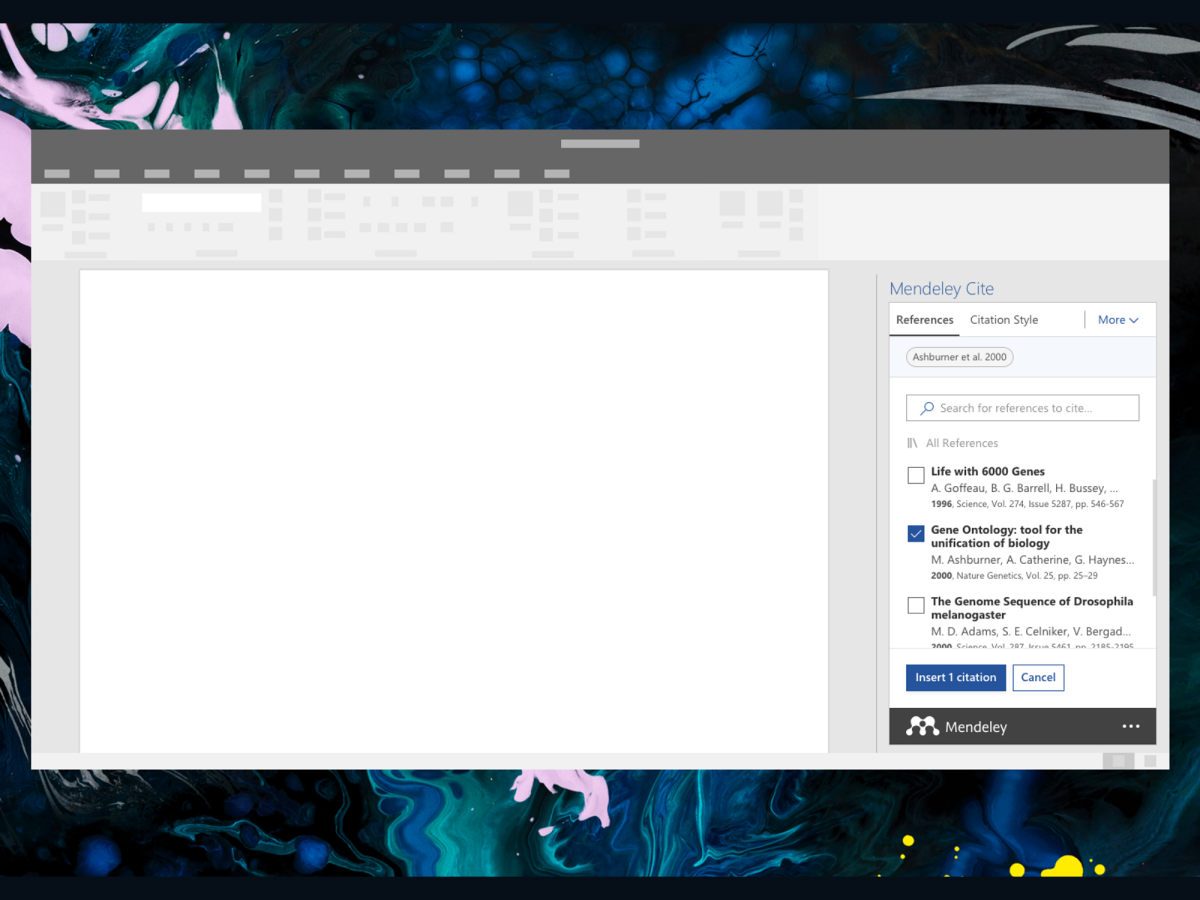 Mendeley Cite
References Citation Style More
Ashburner et al. 2000
Search for references to cite...
All References
Life with 6000 Genes
A. Goffeau, B. G. Barrell, H. Bussey, ...
1996, Science, Vol. 274, Issue 5287, pp. 546-567
Gene Ontology: tool for the
unification of biology
M. Ashburner, A. Catherine, G. Haynes...
2000, Nature Genetics, Vol. 25, pp. 25–29
The Genome Sequence of Drosophila
melanogaster
M. D. Adams, S. E. Celniker, V. Bergad...
2000, Science, Vol. 287, Issue 5461, pp. 2185-2195
Insert 1 citation Cancel
Mendeley